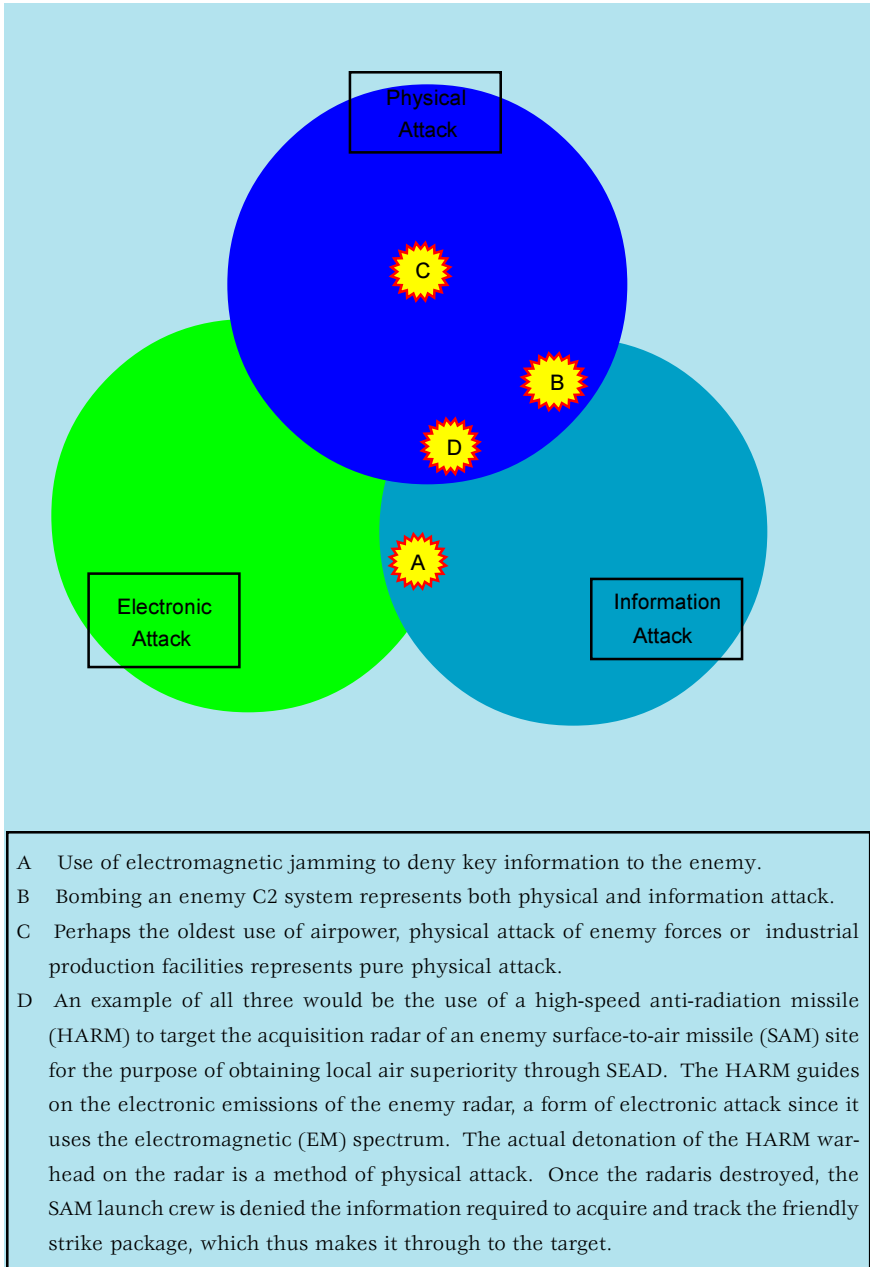 Physical
Attack
C
B
D
A
Electronic
Attack
Information
Attack
A Use of electromagnetic jamming to deny key information to the enemy.
B Bombing an enemy C2 system represents both physical and information attack.
C Perhaps the oldest use of airpower, physical attack of enemy forces or industrial
production facilities represents pure physical attack.
D An example of all three would be the use of a high-speed anti-radiation missile
(HARM) to target the acquisition radar of an enemy surface-to-air missile (SAM) site
for the purpose of obtaining local air superiority through SEAD. The HARM guides
on the electronic emissions of the enemy radar, a form of electronic attack since it
uses the electromagnetic (EM) spectrum. The actual detonation of the HARM war-
head on the radar is a method of physical attack. Once the radaris destroyed, the
SAM launch crew is denied the information required to acquire and track the friendly
strike package, which thus makes it through to the target.